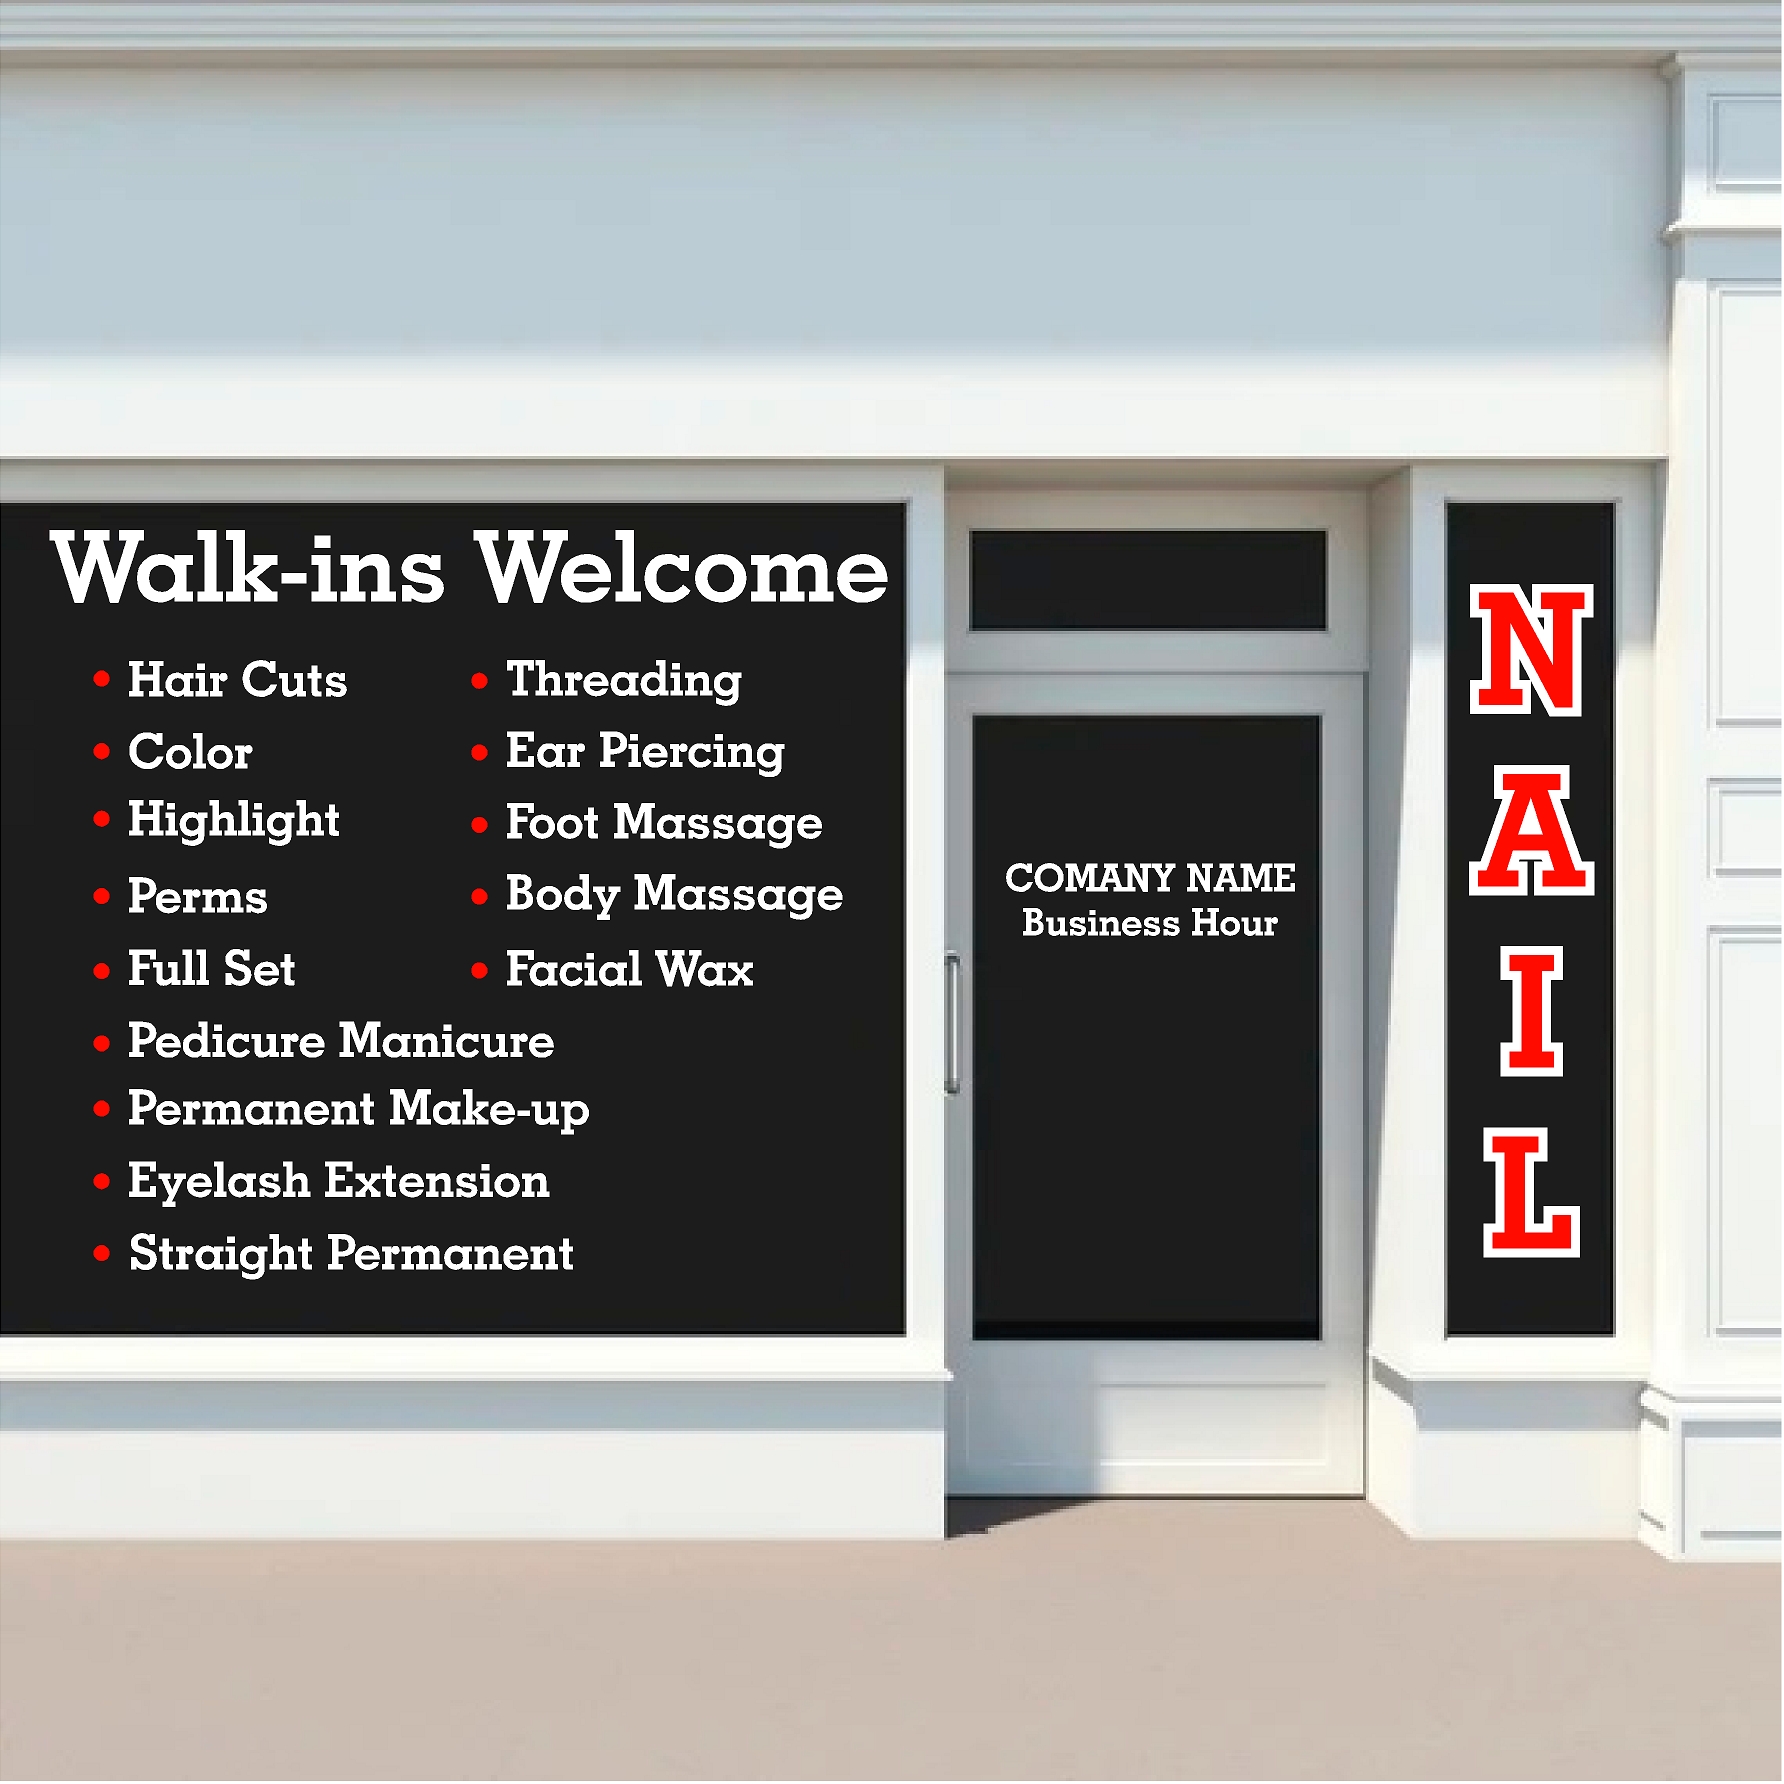 Walk-ins Welcome
• Hair Cuts
• Color
• Highlight
• Perms
• Full Set
• Pedicure Manicure
• Permanent Make-up
• Eyelash Extension
• Straight Permanent
• Threading
• Ear Piercing
• Foot Massage
• Body Massage
• Facial Wax
COMANY NAME
Business Hour
NAIL